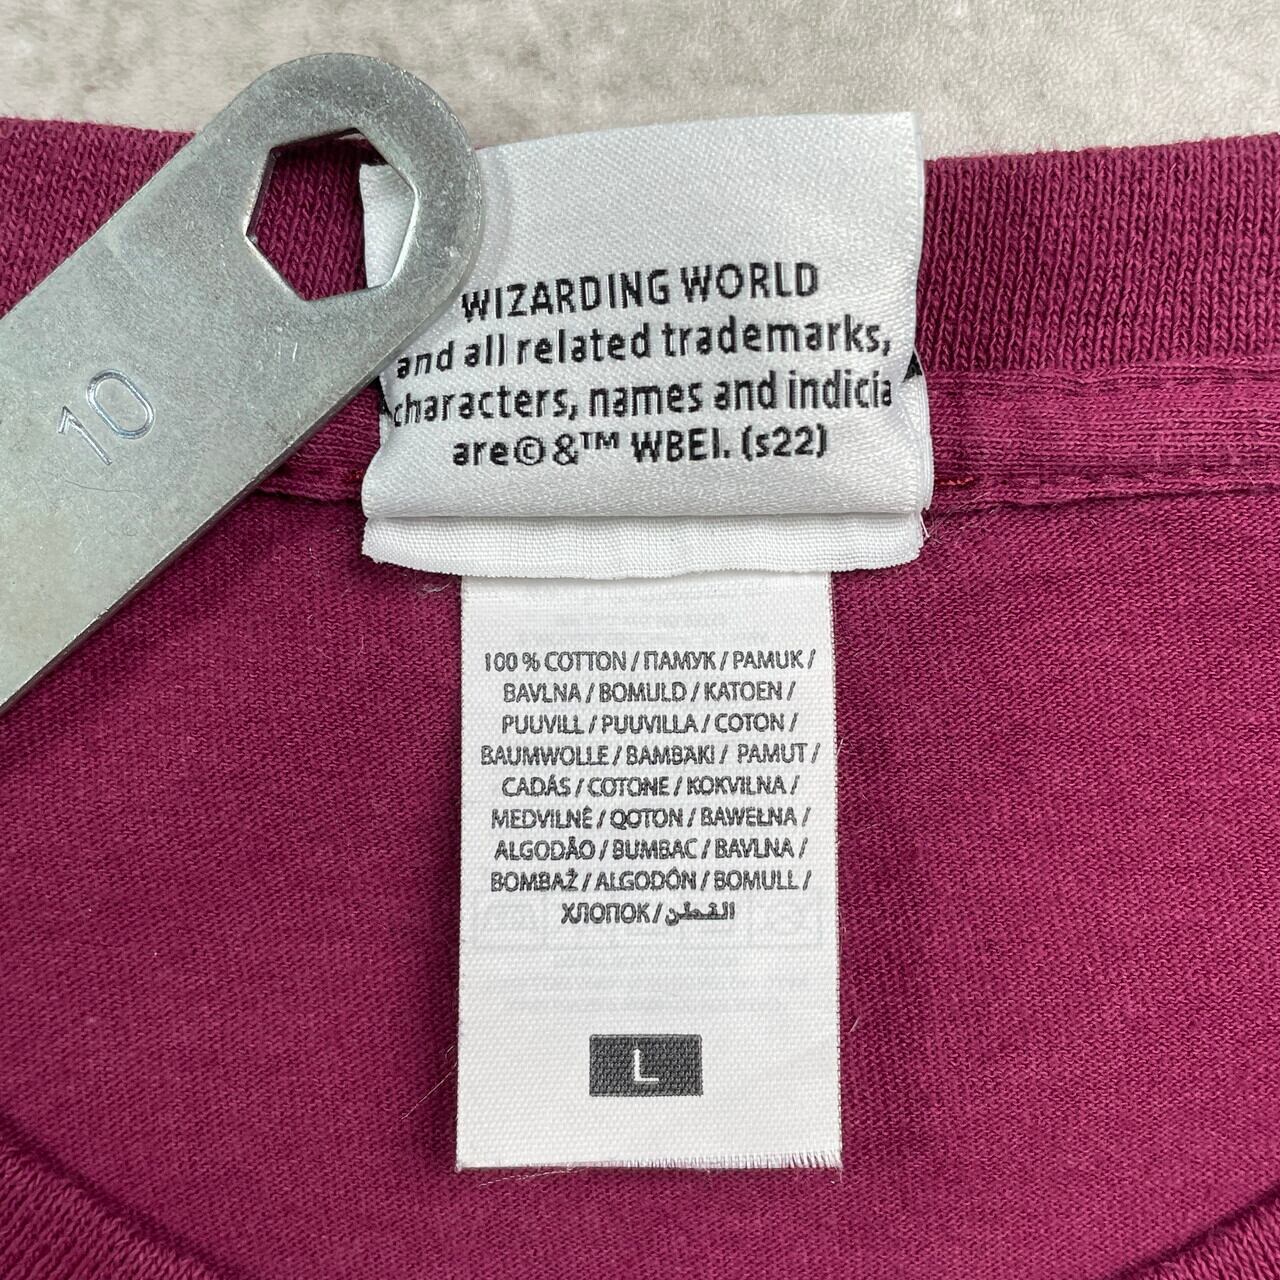 10
WIZARDING WORLD
and all related trademarks,
characters, names and indicia
are © & ™ WBEI. (s22)
100 % COTTON / ПАМУК / PAMUK /
BAVLNA / BOMULD / KATOEN /
PUUVILL / PUUVILLA / COTON /
BAUMWOLLE / BAMBAKI / PAMUT /
CADÁS / COTONE / KOKVILNA /
MEDVILNĖ / QOTON / BAWEŁNA /
ALGODÃO / BUMBAC / BAVLNA /
BOMBAŽ / ALGODÓN / BOMULL /
ХЛОПОК / القطن
L